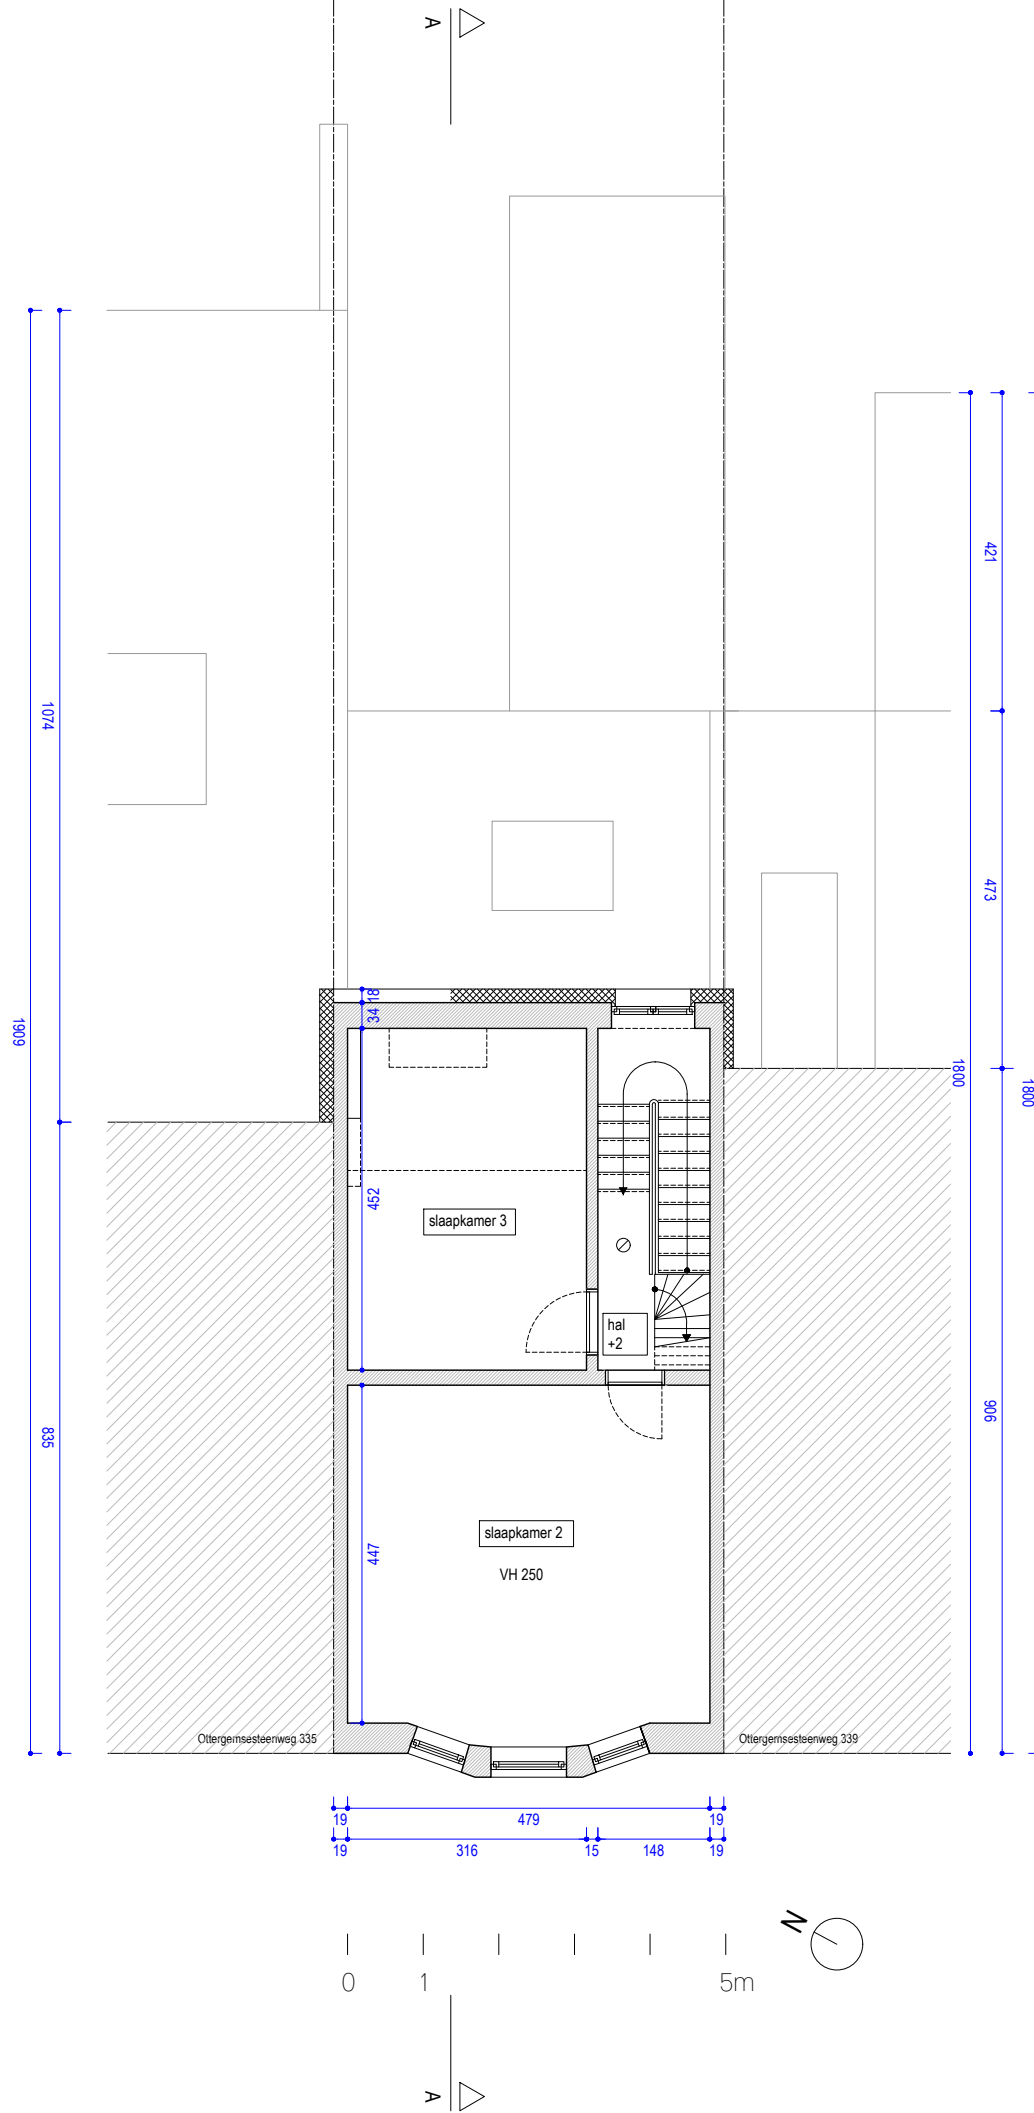 A
421
1074
473
18
34
1909
1800
1800
452
slaapkamer 3
hal
+2
906
835
slaapkamer 2
447
VH 250
Ottergemsesteenweg 335
Ottergemsesteenweg 339
19 479 19
19 316 15 148 19
N
0 1 5m
A